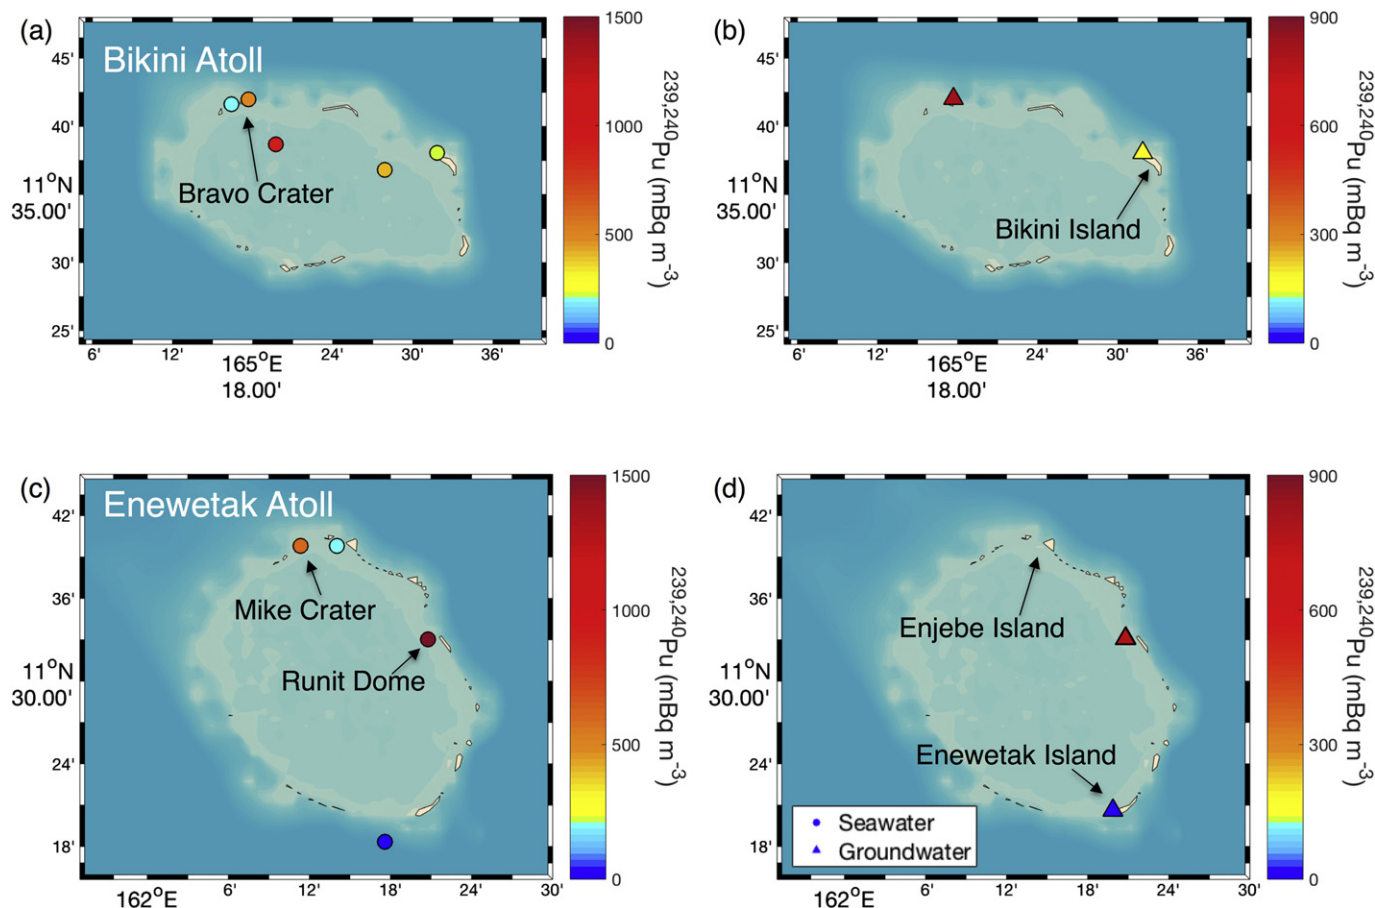 (a)
Bikini Atoll
45'
40'
11°N
35.00'
30'
25'
6'
12'
165°E
18.00'
24'
30'
36'
Bravo Crater
1500
1000
500
0
239,240Pu (mBq m-3)
(b)
45'
40'
11°N
35.00'
30'
25'
6'
12'
165°E
18.00'
24'
30'
36'
Bikini Island
900
600
300
0
239,240Pu (mBq m-3)
(c)
Enewetak Atoll
42'
36'
11°N
30.00'
24'
18'
162°E
6'
12'
18'
24'
30'
Mike Crater
Runit Dome
1500
1000
500
0
239,240Pu (mBq m-3)
(d)
42'
36'
11°N
30.00'
24'
18'
162°E
6'
12'
18'
24'
30'
Enjebe Island
Enewetak Island
Seawater
Groundwater
900
600
300
0
239,240Pu (mBq m-3)